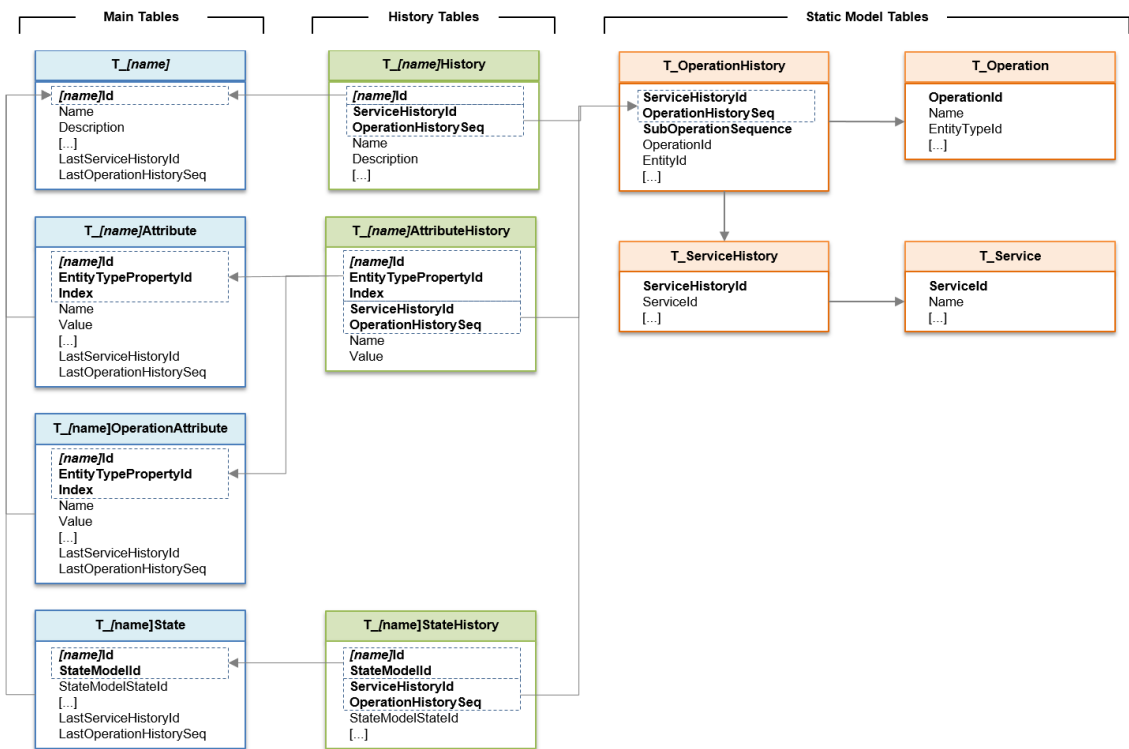 Main Tables
History Tables
Static Model Tables
T_[name]
[name]Id
Name
Description
[...]
LastServiceHistoryId
LastOperationHistorySeq
T_[name]History
[name]Id
ServiceHistoryId
OperationHistorySeq
Name
Description
[...]
T_OperationHistory
ServiceHistoryId
OperationHistorySeq
SubOperationSequence
OperationId
EntityId
[...]
T_Operation
OperationId
Name
EntityTypeId
[...]
T_[name]Attribute
[name]Id
EntityTypePropertyId
Index
Name
Value
[...]
LastServiceHistoryId
LastOperationHistorySeq
T_[name]AttributeHistory
[name]Id
EntityTypePropertyId
Index
ServiceHistoryId
OperationHistorySeq
Name
Value
T_ServiceHistory
ServiceHistoryId
ServiceId
[...]
T_Service
ServiceId
Name
[...]
T_[name]OperationAttribute
[name]Id
EntityTypePropertyId
Index
Name
Value
[...]
LastServiceHistoryId
LastOperationHistorySeq
T_[name]State
[name]Id
StateModelId
StateModelStateId
[...]
LastServiceHistoryId
LastOperationHistorySeq
T_[name]StateHistory
[name]Id
StateModelId
ServiceHistoryId
OperationHistorySeq
StateModelStateId
[...]